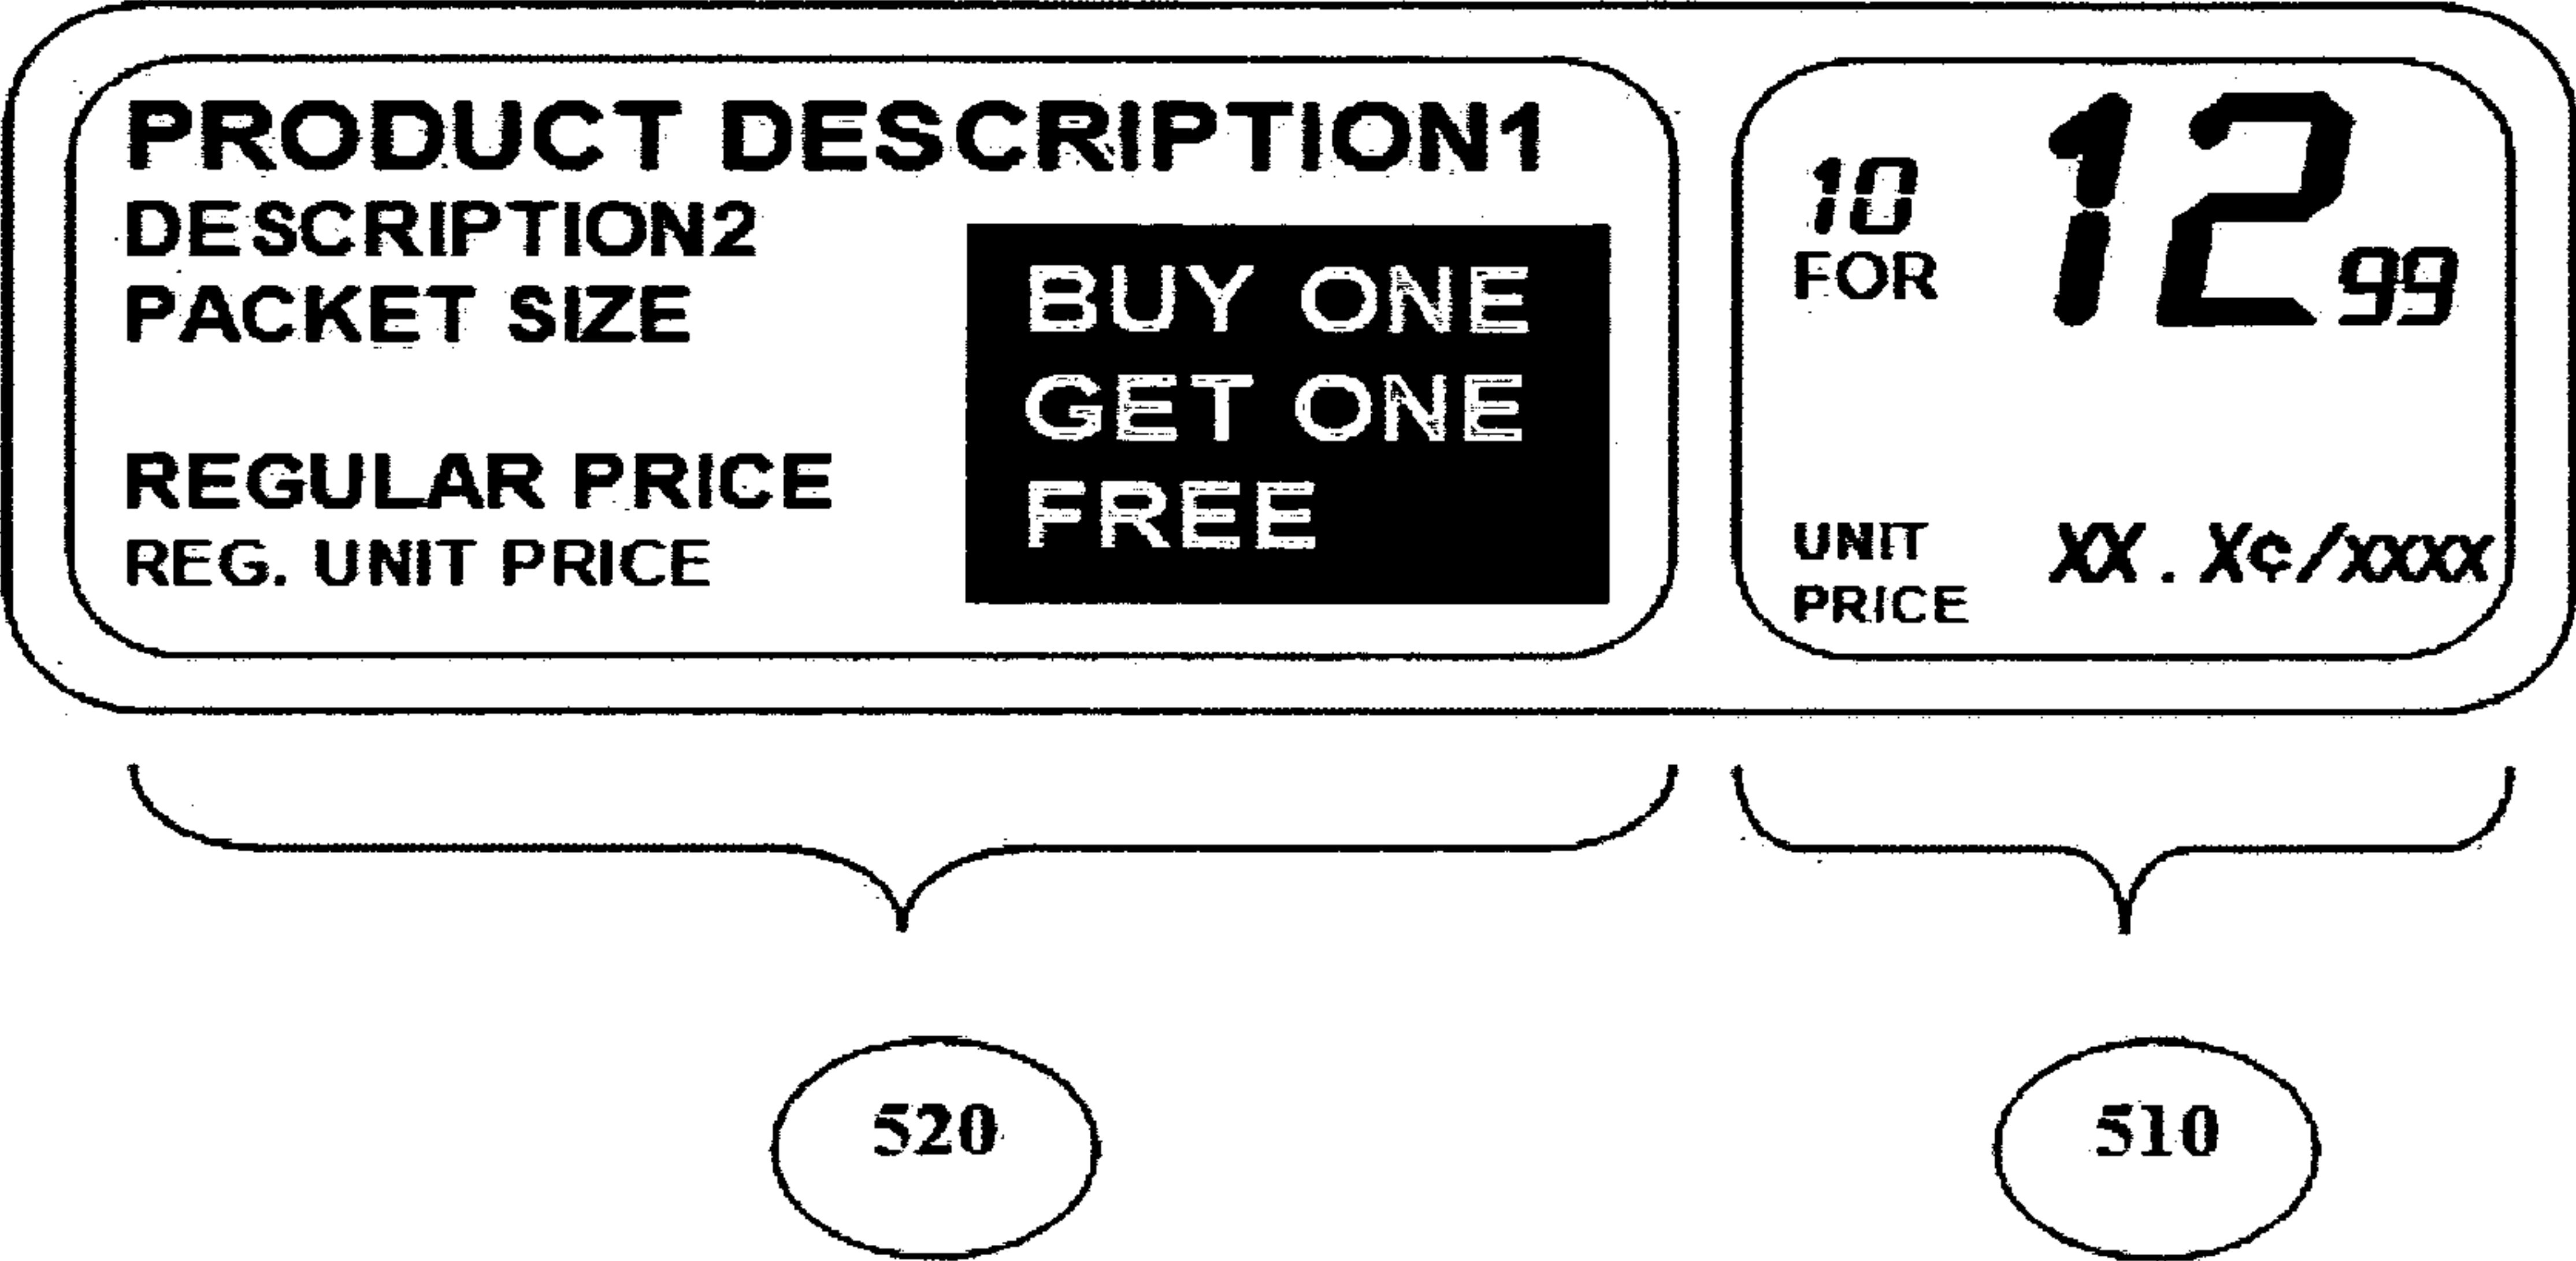 PRODUCT DESCRIPTION1
DESCRIPTION2
PACKET SIZE
REGULAR PRICE
REG. UNIT PRICE
BUY ONE
GET ONE
FREE
10
FOR
12 99
UNIT
PRICE
XX.X¢/xxxx
520
510